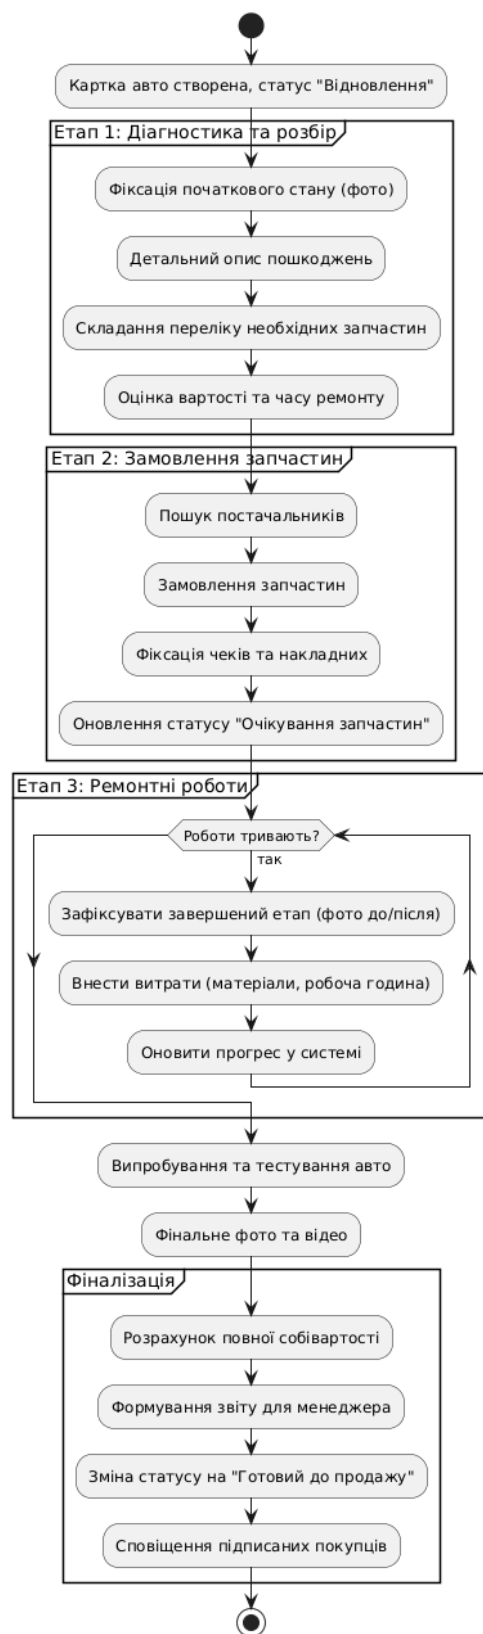 Картка авто створена, статус "Відновлення"
Етап 1: Діагностика та розбір
Фіксація початкового стану (фото)
Детальний опис пошкоджень
Складання переліку необхідних запчастин
Оцінка вартості та часу ремонту
Етап 2: Замовлення запчастин
Пошук постачальників
Замовлення запчастин
Фіксація чеків та накладних
Оновлення статусу "Очікування запчастин"
Етап 3: Ремонтні роботи
Роботи тривають?
так
Зафіксувати завершений етап (фото до/після)
Внести витрати (матеріали, робоча година)
Оновити прогрес у системі
Випробування та тестування авто
Фінальне фото та відео
Фіналізація
Розрахунок повної собівартості
Формування звіту для менеджера
Зміна статусу на "Готовий до продажу"
Сповіщення підписаних покупців